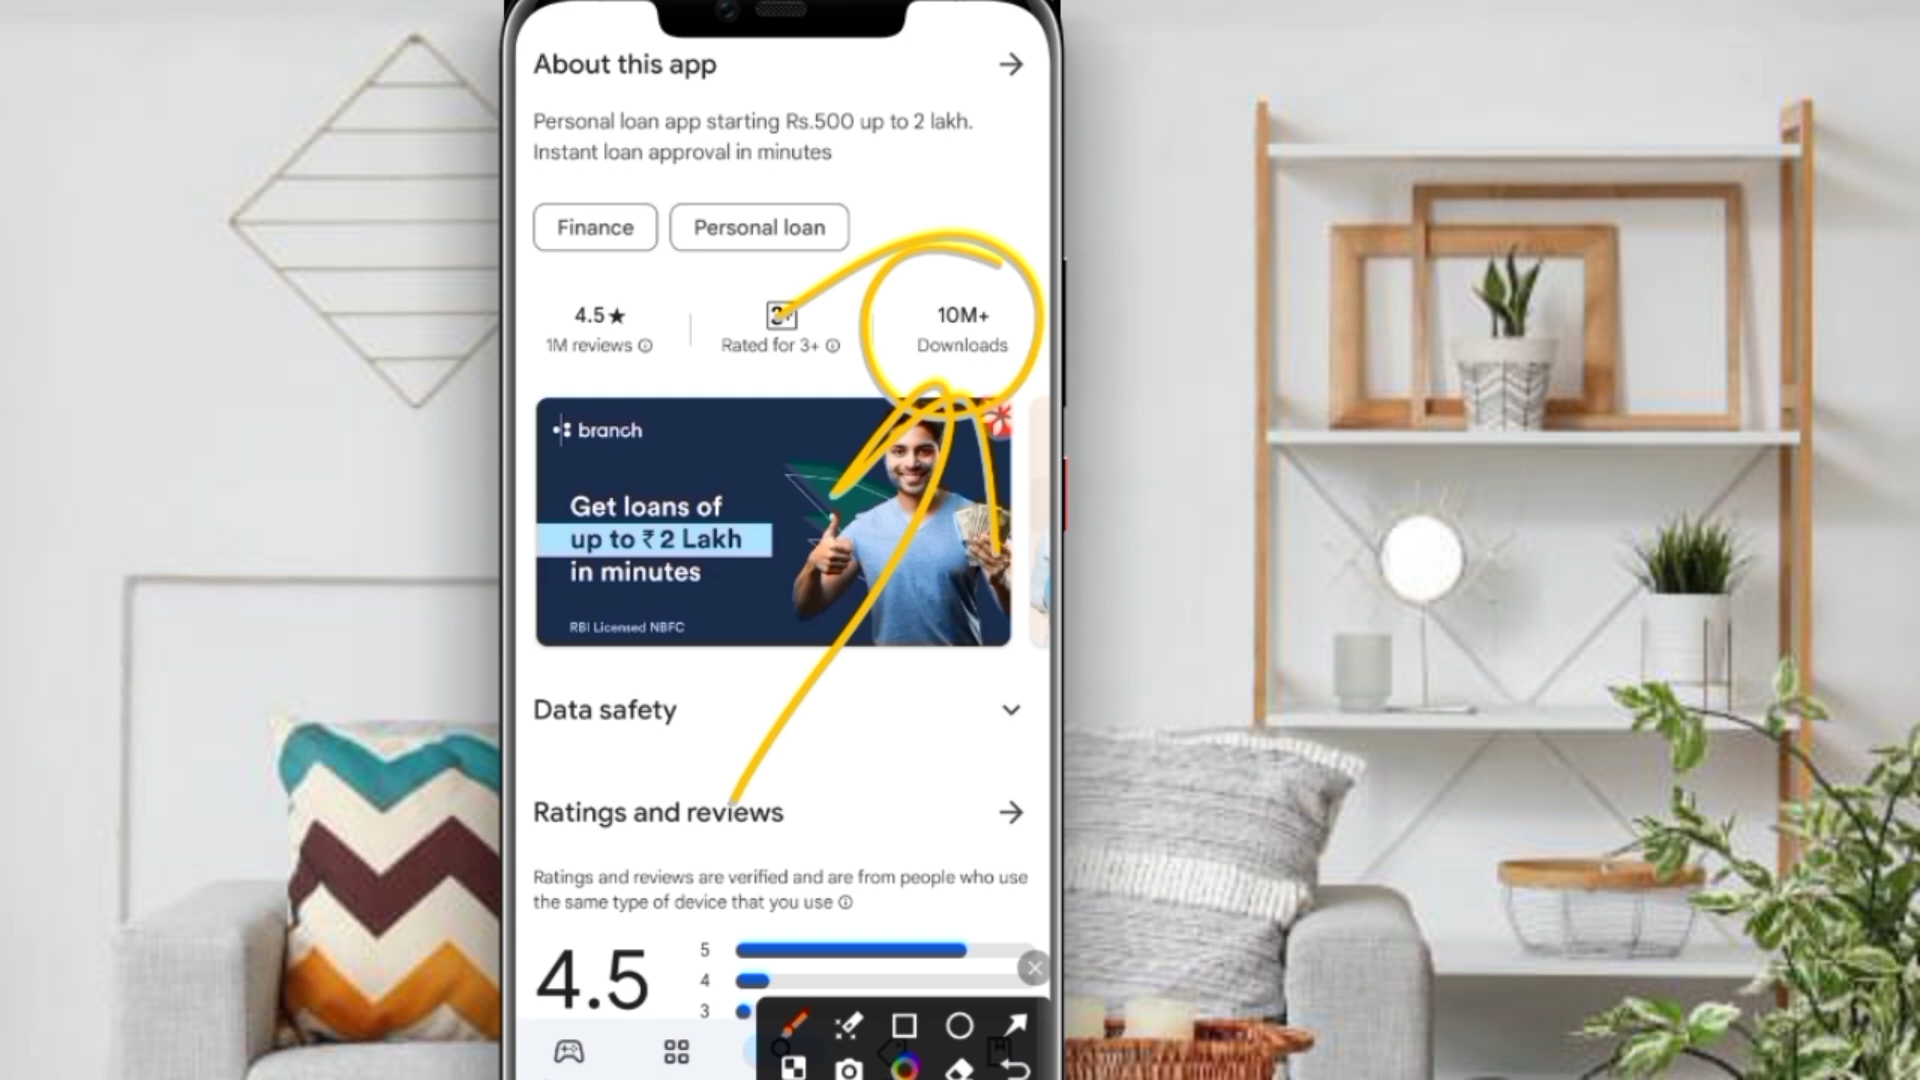 About this app
Personal loan app starting Rs.500 up to 2 lakh.
Instant loan approval in minutes
Finance
Personal loan
4.5★
1M reviews
Rated for 3+
10M+
Downloads
branch
Get loans of
up to ₹ 2 Lakh
in minutes
RBI Licensed NBFC
Data safety
Ratings and reviews
Ratings and reviews are verified and are from people who use
the same type of device that you use
4.5
5
4
3